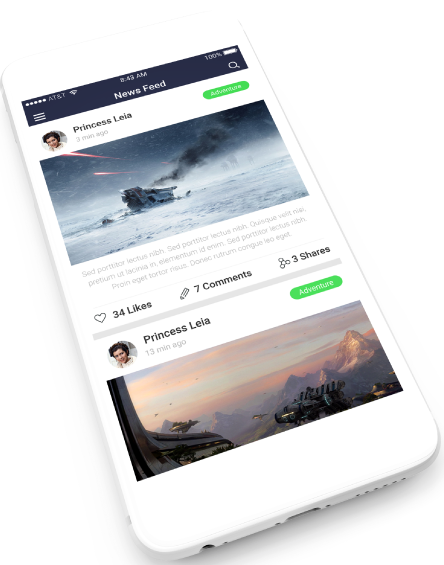 AT&T
8:43 AM
100%
News Feed
Princess Leia
3 min ago
Adventure
Sed porttitor lectus nibh. Sed porttitor lectus nibh. Quisque velit nisi,
pretium ut lacinia in, elementum id enim. Sed porttitor lectus nibh.
Proin eget tortor risus. Donec rutrum congue leo eget
34 Likes
7 Comments
3 Shares
Princess Leia
13 min ago
Adventure